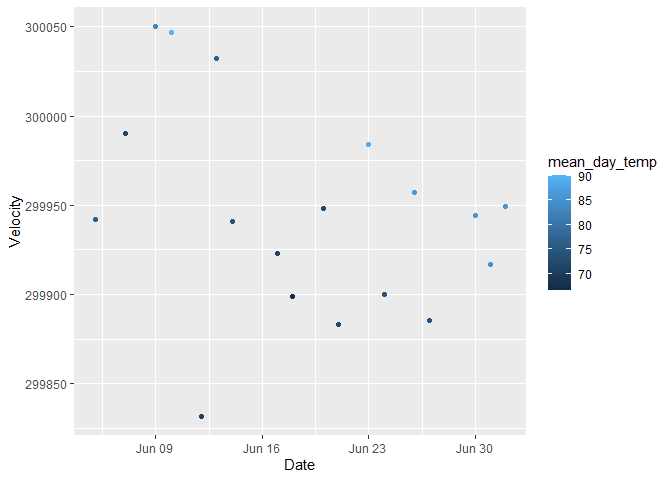 300050
300000
299950
299900
299850
Velocity
Jun 09
Jun 16
Jun 23
Jun 30
Date
mean_day_temp
90
85
80
75
70